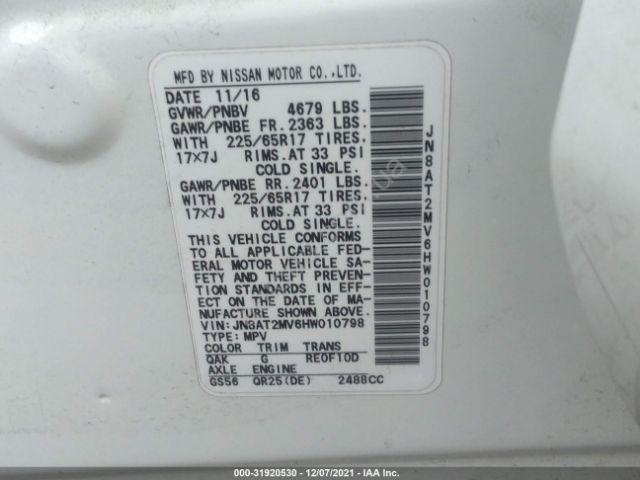 MFD BY NISSAN MOTOR CO.,LTD.
DATE 11/16
GVWR/PNBV 4679 LBS.
GAWR/PNBE FR. 2363 LBS.
WITH 225/65R17 TIRES.
17×7J RIMS.AT 33 PSI
COLD SINGLE.
GAWR/PNBE RR. 2401 LBS.
WITH 225/65R17 TIRES.
17×7J RIMS.AT 33 PSI
COLD SINGLE.
THIS VEHICLE CONFORMS
TO ALL APPLICABLE FED-
ERAL MOTOR VEHICLE SA-
FETY AND THEFT PREVEN-
TION STANDARDS IN EFF-
ECT ON THE DATE OF MA-
NUFACTURE SHOWN ABOVE.
VIN: JN8AT2MV6HW010798
TYPE: MPV
COLOR TRIM TRANS
QAK G RE0F10D
AXLE ENGINE
GS56 QR25(DE) 2488CC
JN8AT2MV6HW010798
000-31920530 - 12/07/2021 - IAA Inc.